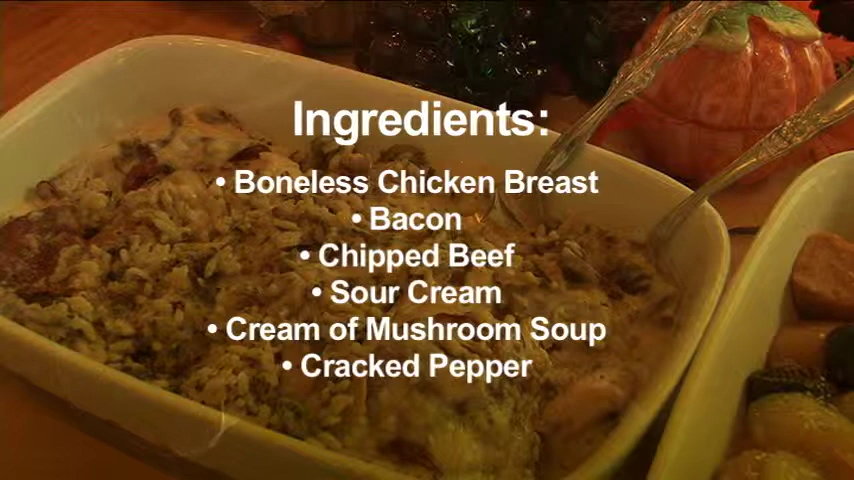 Ingredients:
• Boneless Chicken Breast
• Bacon
• Chipped Beef
• Sour Cream
• Cream of Mushroom Soup
• Cracked Pepper